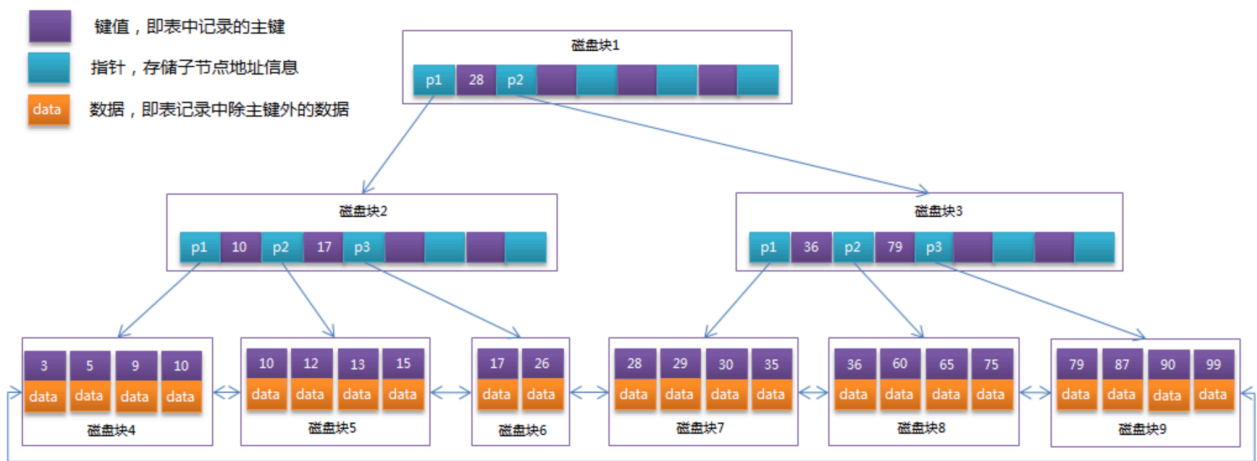 键值，即表中记录的主键
指针，存储子节点地址信息
data 数据，即表记录中除主键外的数据
磁盘块1
p1 28 p2
磁盘块2
p1 10 p2 17 p3
磁盘块3
p1 36 p2 79 p3
3 5 9 10
data data data data
磁盘块4
10 12 13 15
data data data data
磁盘块5
17 26
data data
磁盘块6
28 29 30 35
data data data data
磁盘块7
36 60 65 75
data data data data
磁盘块8
79 87 90 99
data data data data
磁盘块9